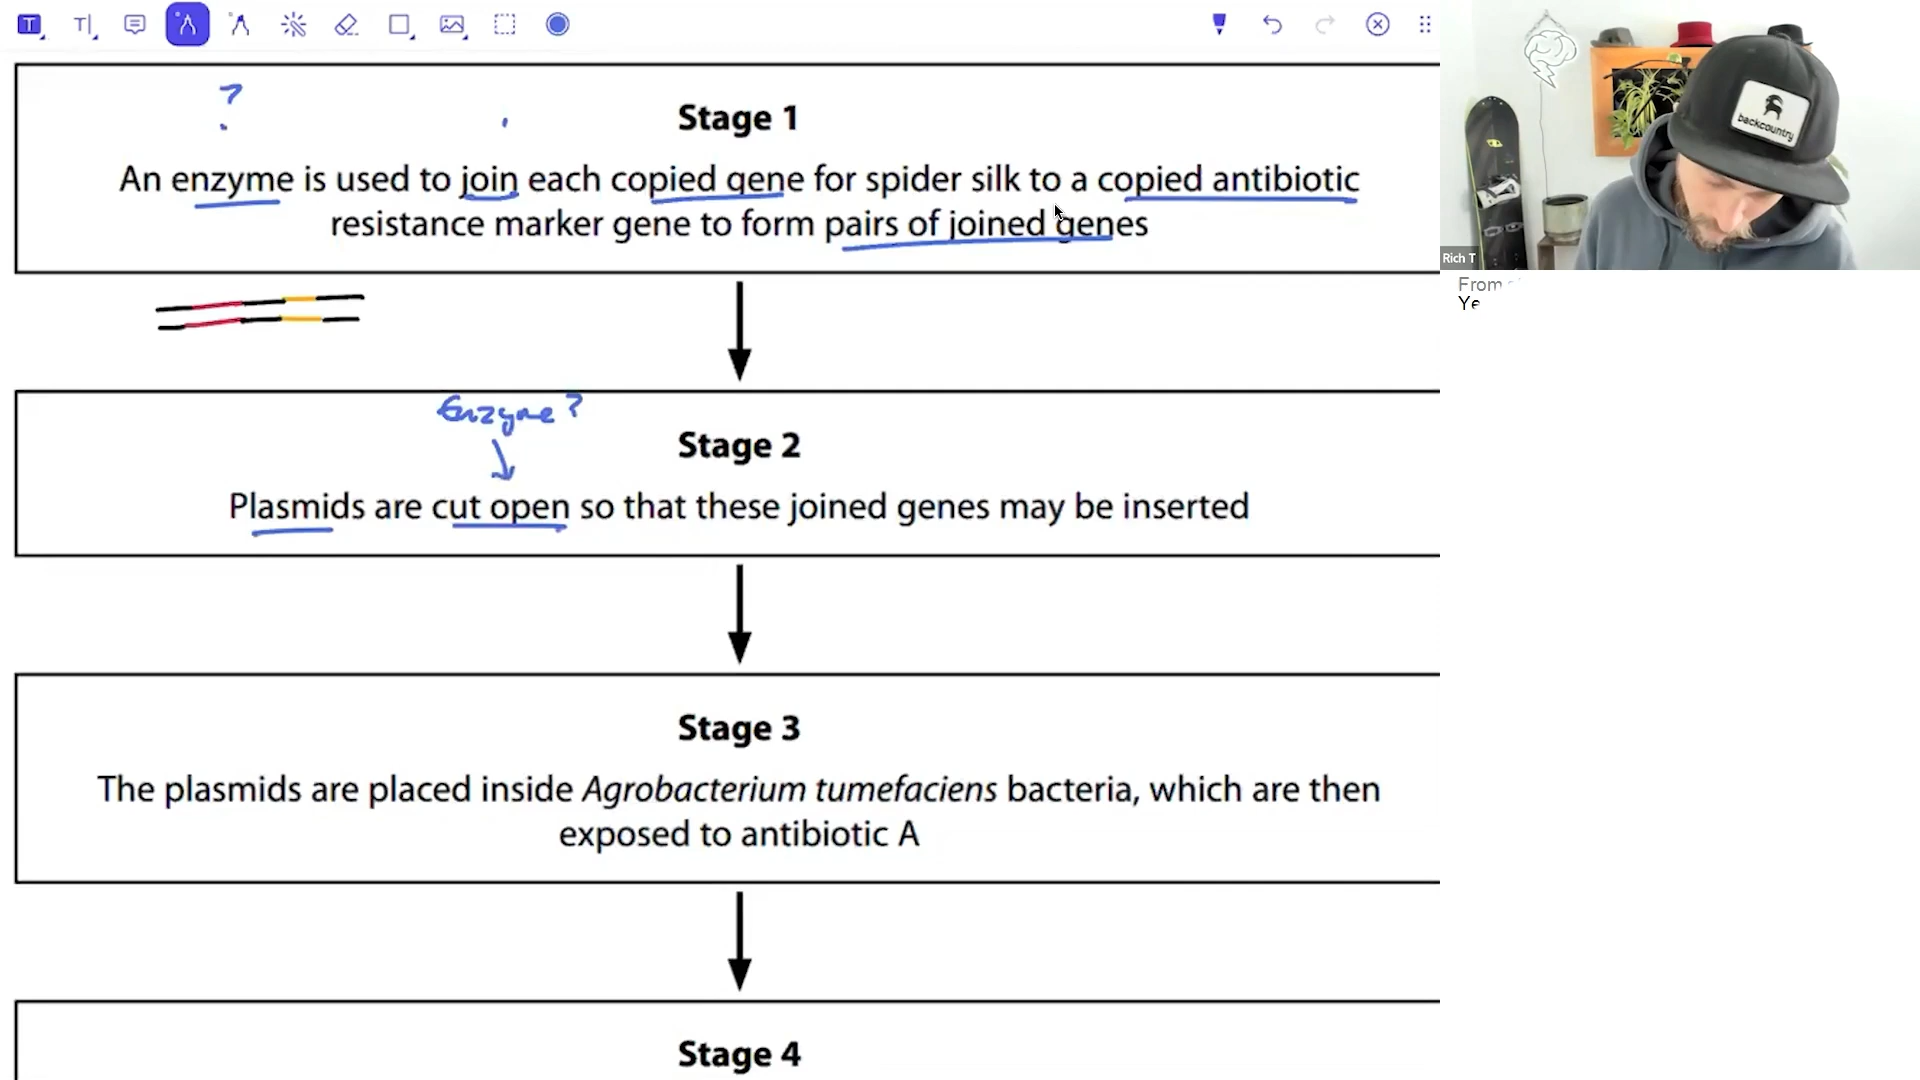 ?
Stage 1
An enzyme is used to join each copied gene for spider silk to a copied antibiotic
resistance marker gene to form pairs of joined genes
Enzyme?
Stage 2
Plasmids are cut open so that these joined genes may be inserted
Stage 3
The plasmids are placed inside Agrobacterium tumefaciens bacteria, which are then
exposed to antibiotic A
Stage 4
backcountry
Rich T
From